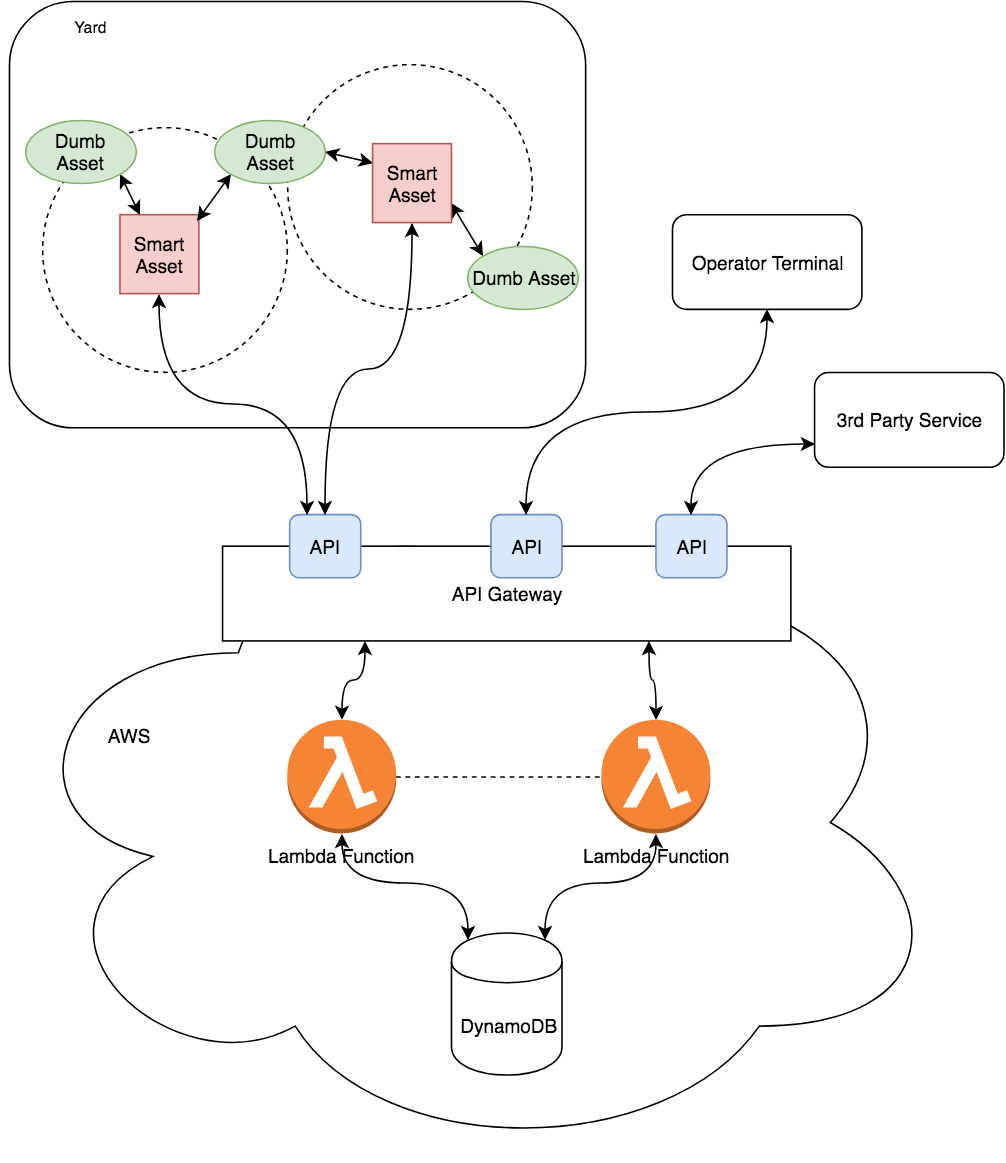 Yard
Dumb
Asset
Dumb
Asset
Smart
Asset
Smart
Asset
Dumb Asset
Operator Terminal
3rd Party Service
API
API
API
API Gateway
AWS
Lambda Function
Lambda Function
DynamoDB